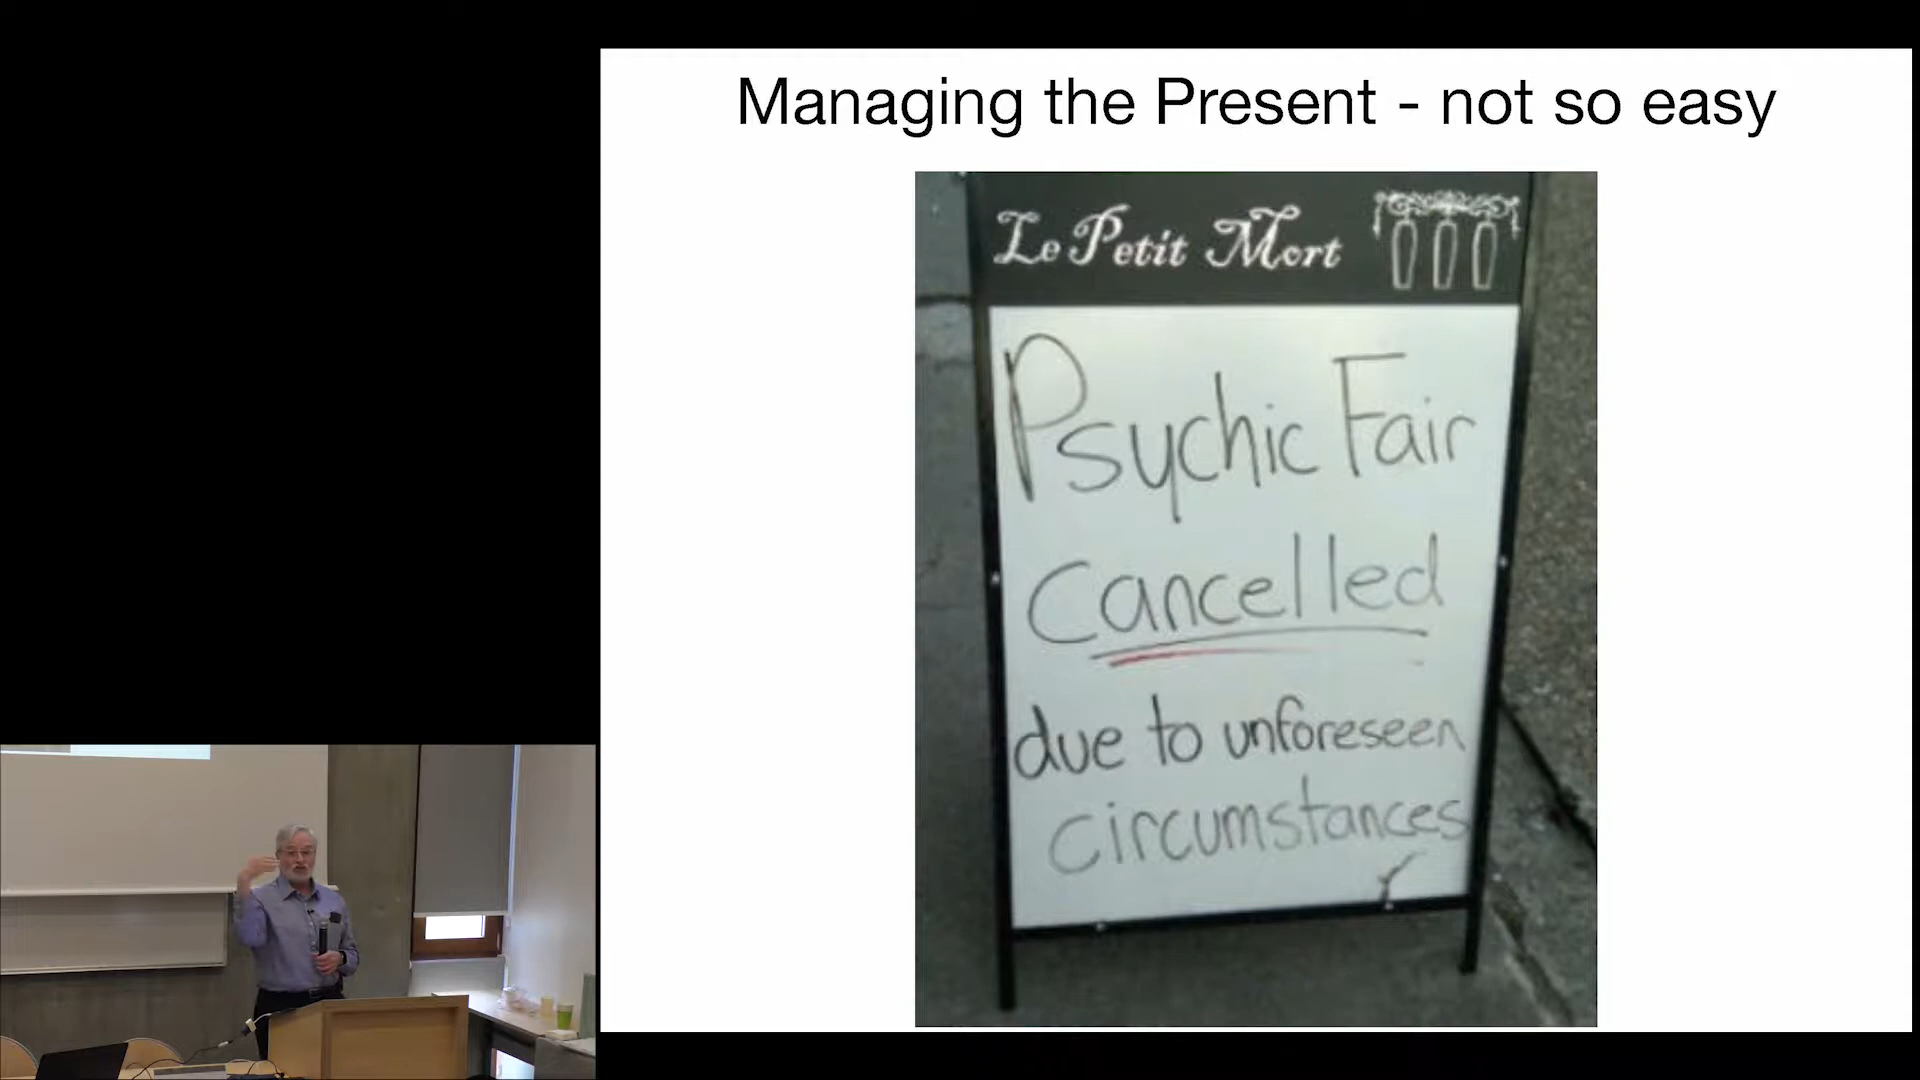 Managing the Present - not so easy
Le Petit Mort
Psychic Fair
Cancelled
due to unforeseen
circumstances